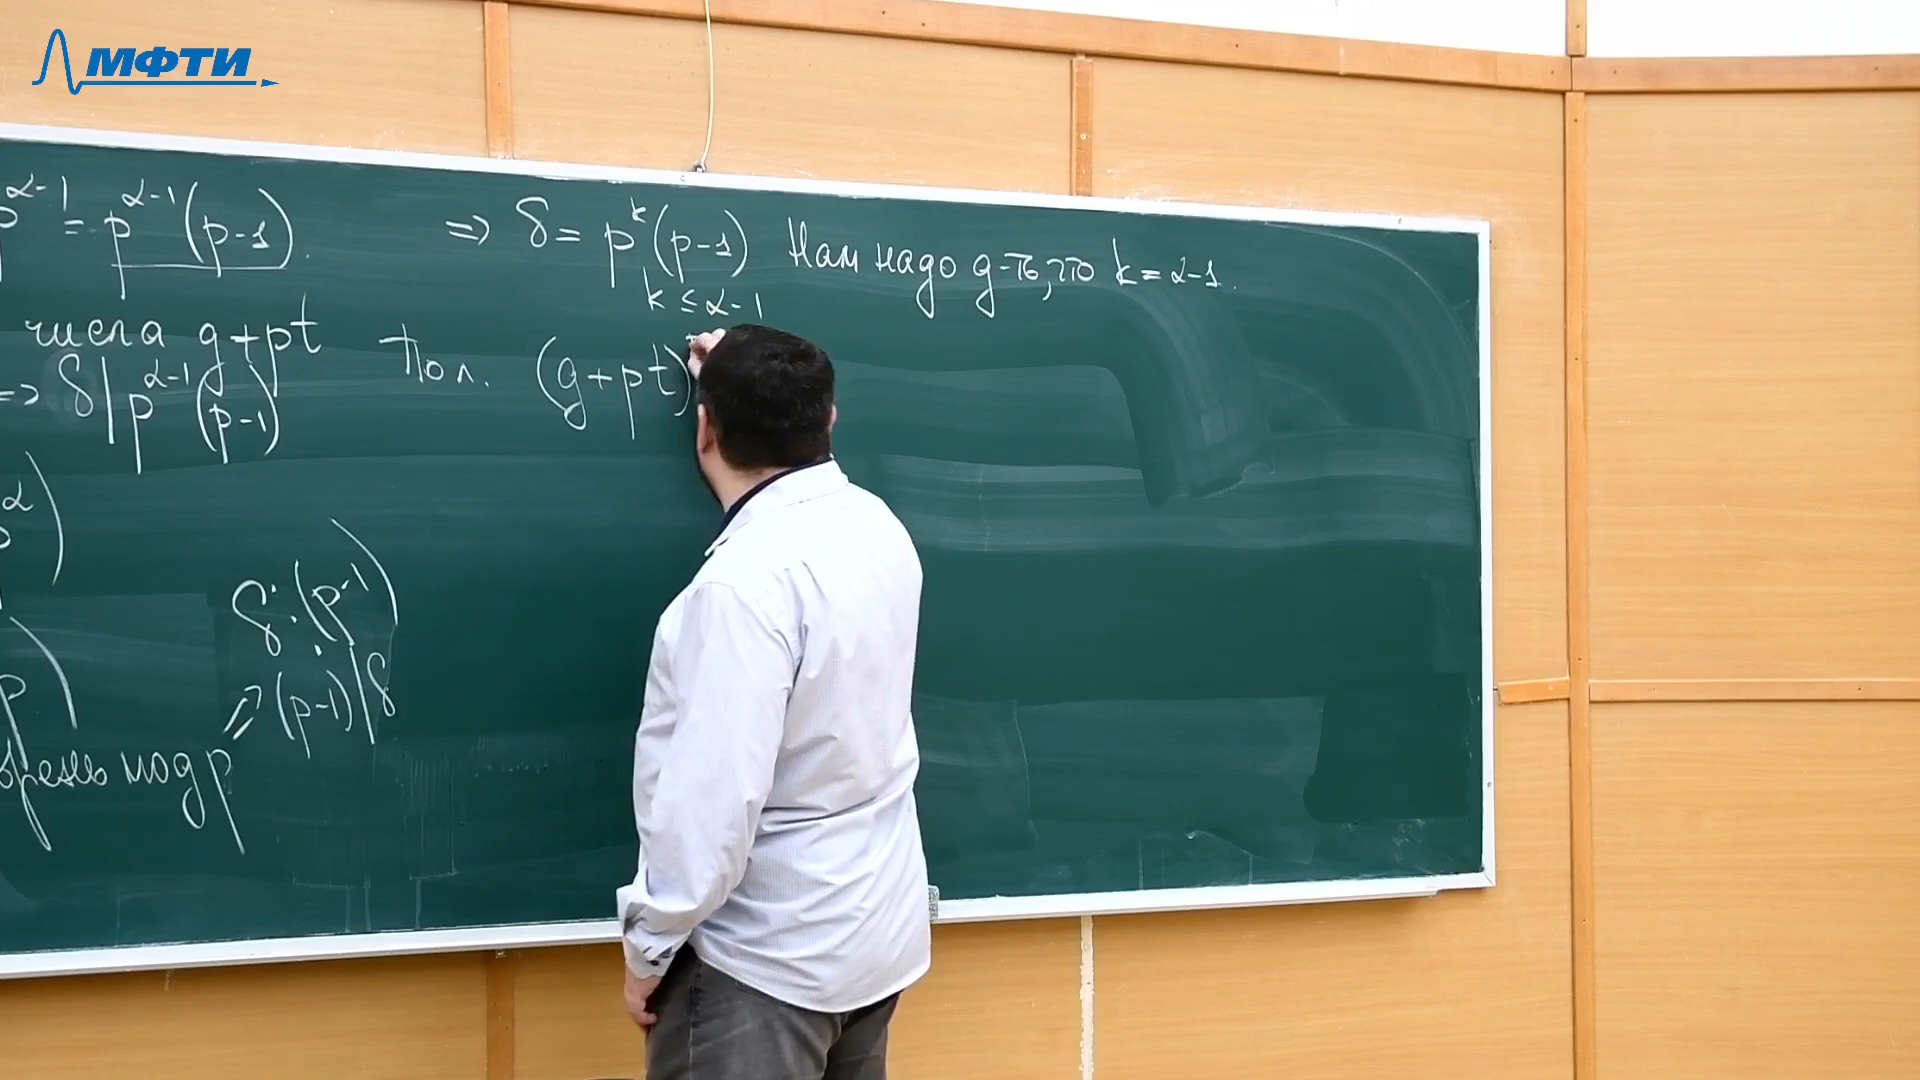 МФТИ
p^{α-1} = p^{α-1}(p-1).
=> δ = p^k(p-1) Нам надо д-ть, что k = α-1.
k ≤ α-1
числа g+pt
Пол. (g+pt)
=> δ | p^{α-1}(p-1)
α)
δ ⋮ (p-1)
p)
=> (p-1) | δ
mod p